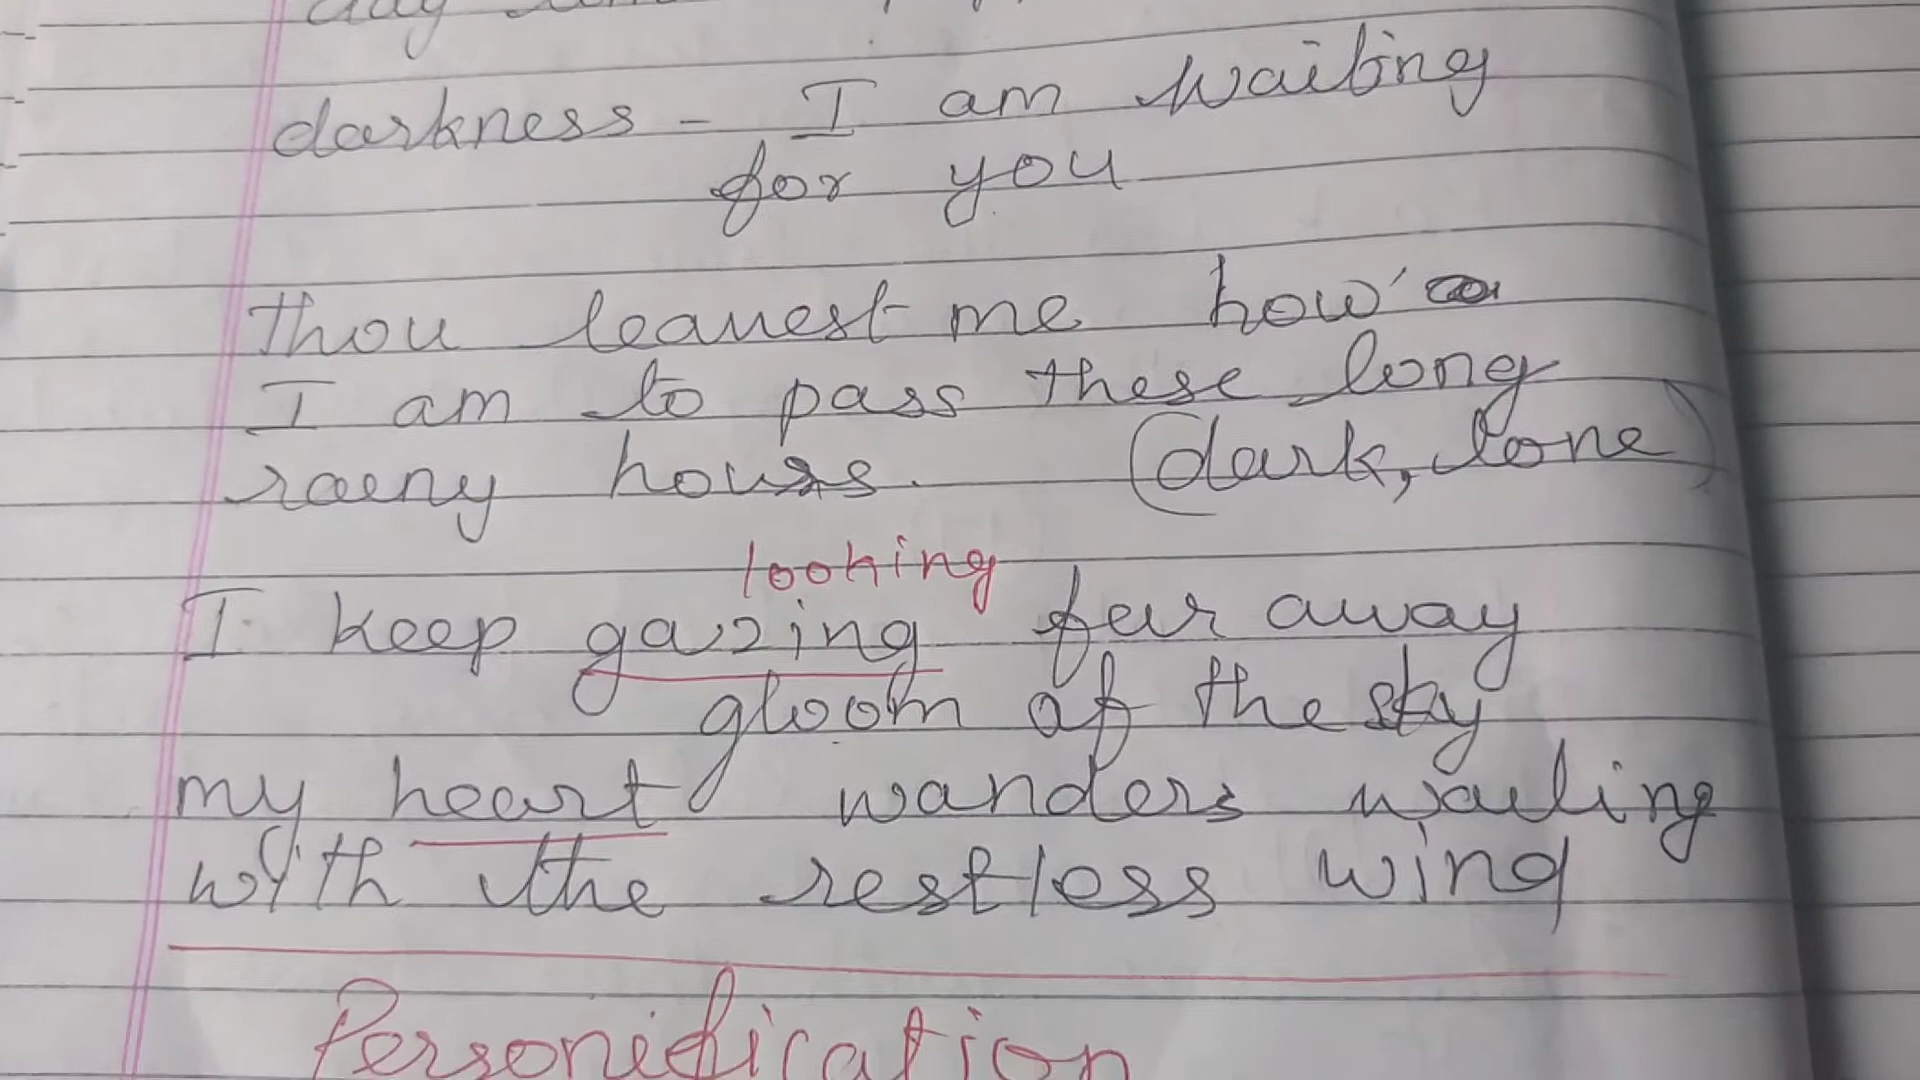 day
darkness - I am waiting
for you
Thou leavest me how
I am to pass these long
rainy hours. (dark, lone)
looking
I keep gazing far away
gloom of the sky
my heart wanders wailing
with the restless wind
Personification